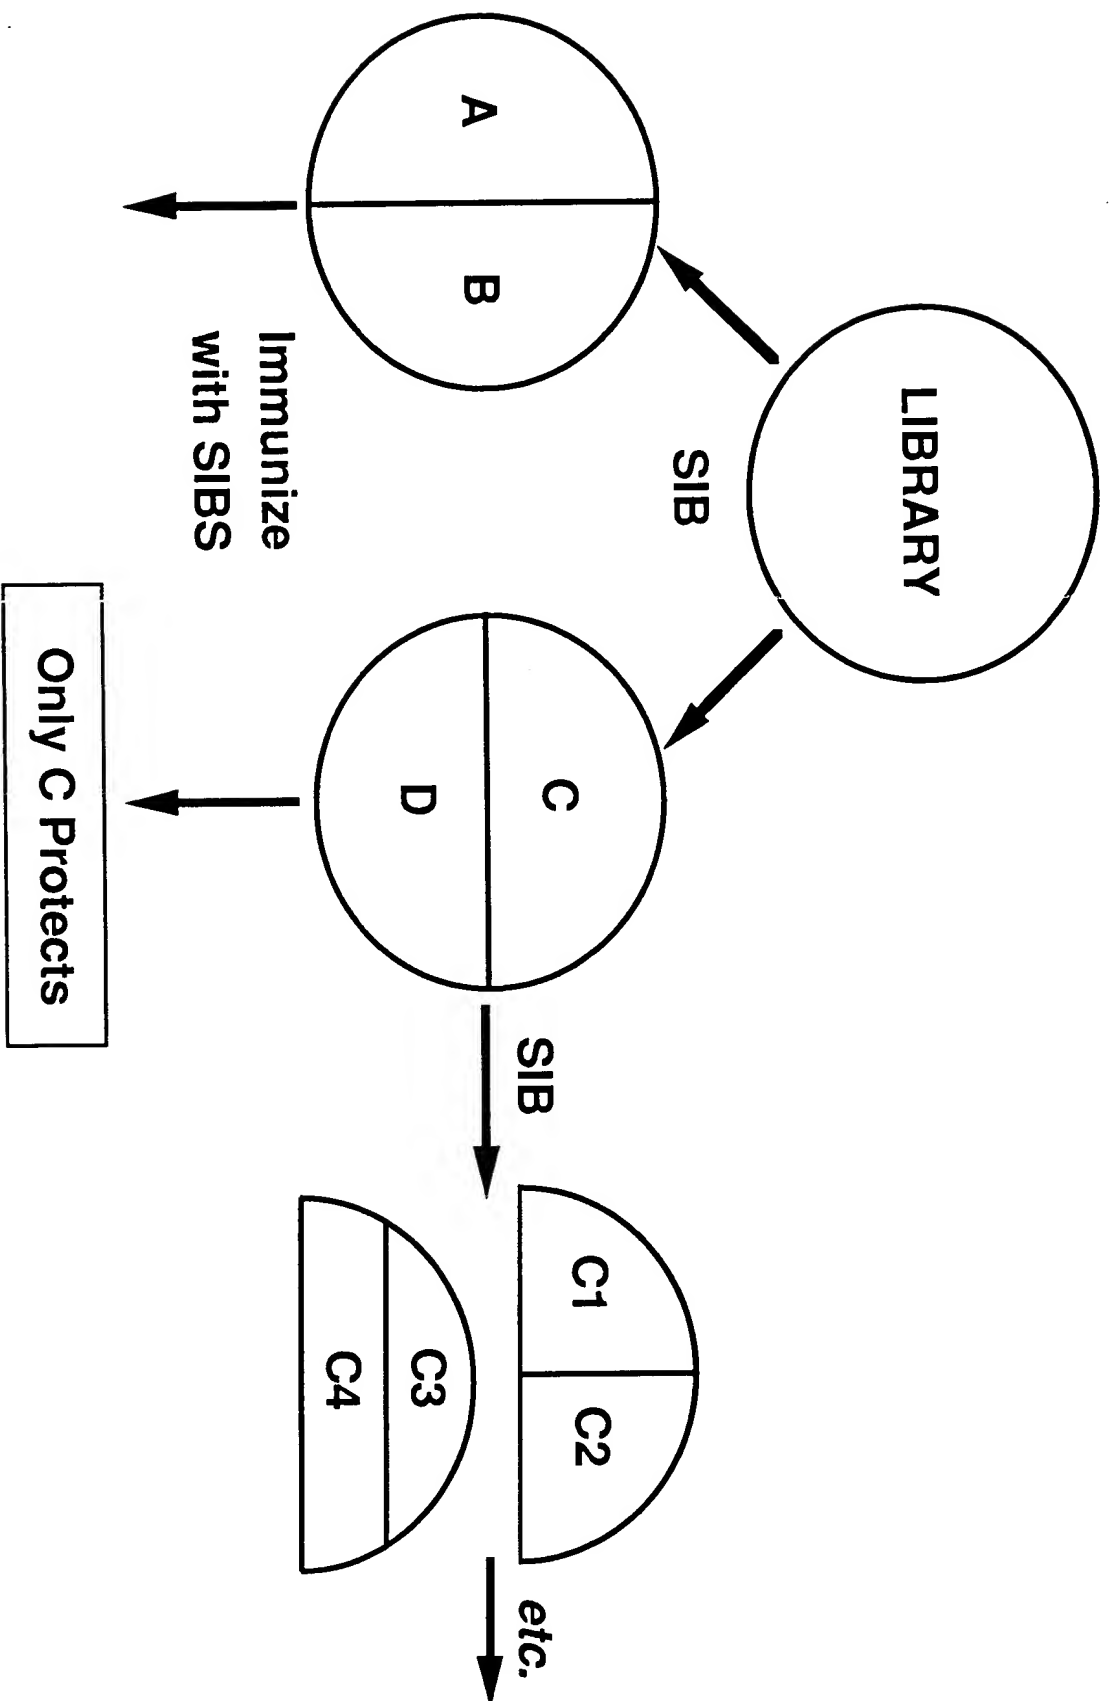 LIBRARY
SIB
A
B
C
D
SIB
C1
C2
C3
C4
etc.
Immunize
with SIBS
Only C Protects